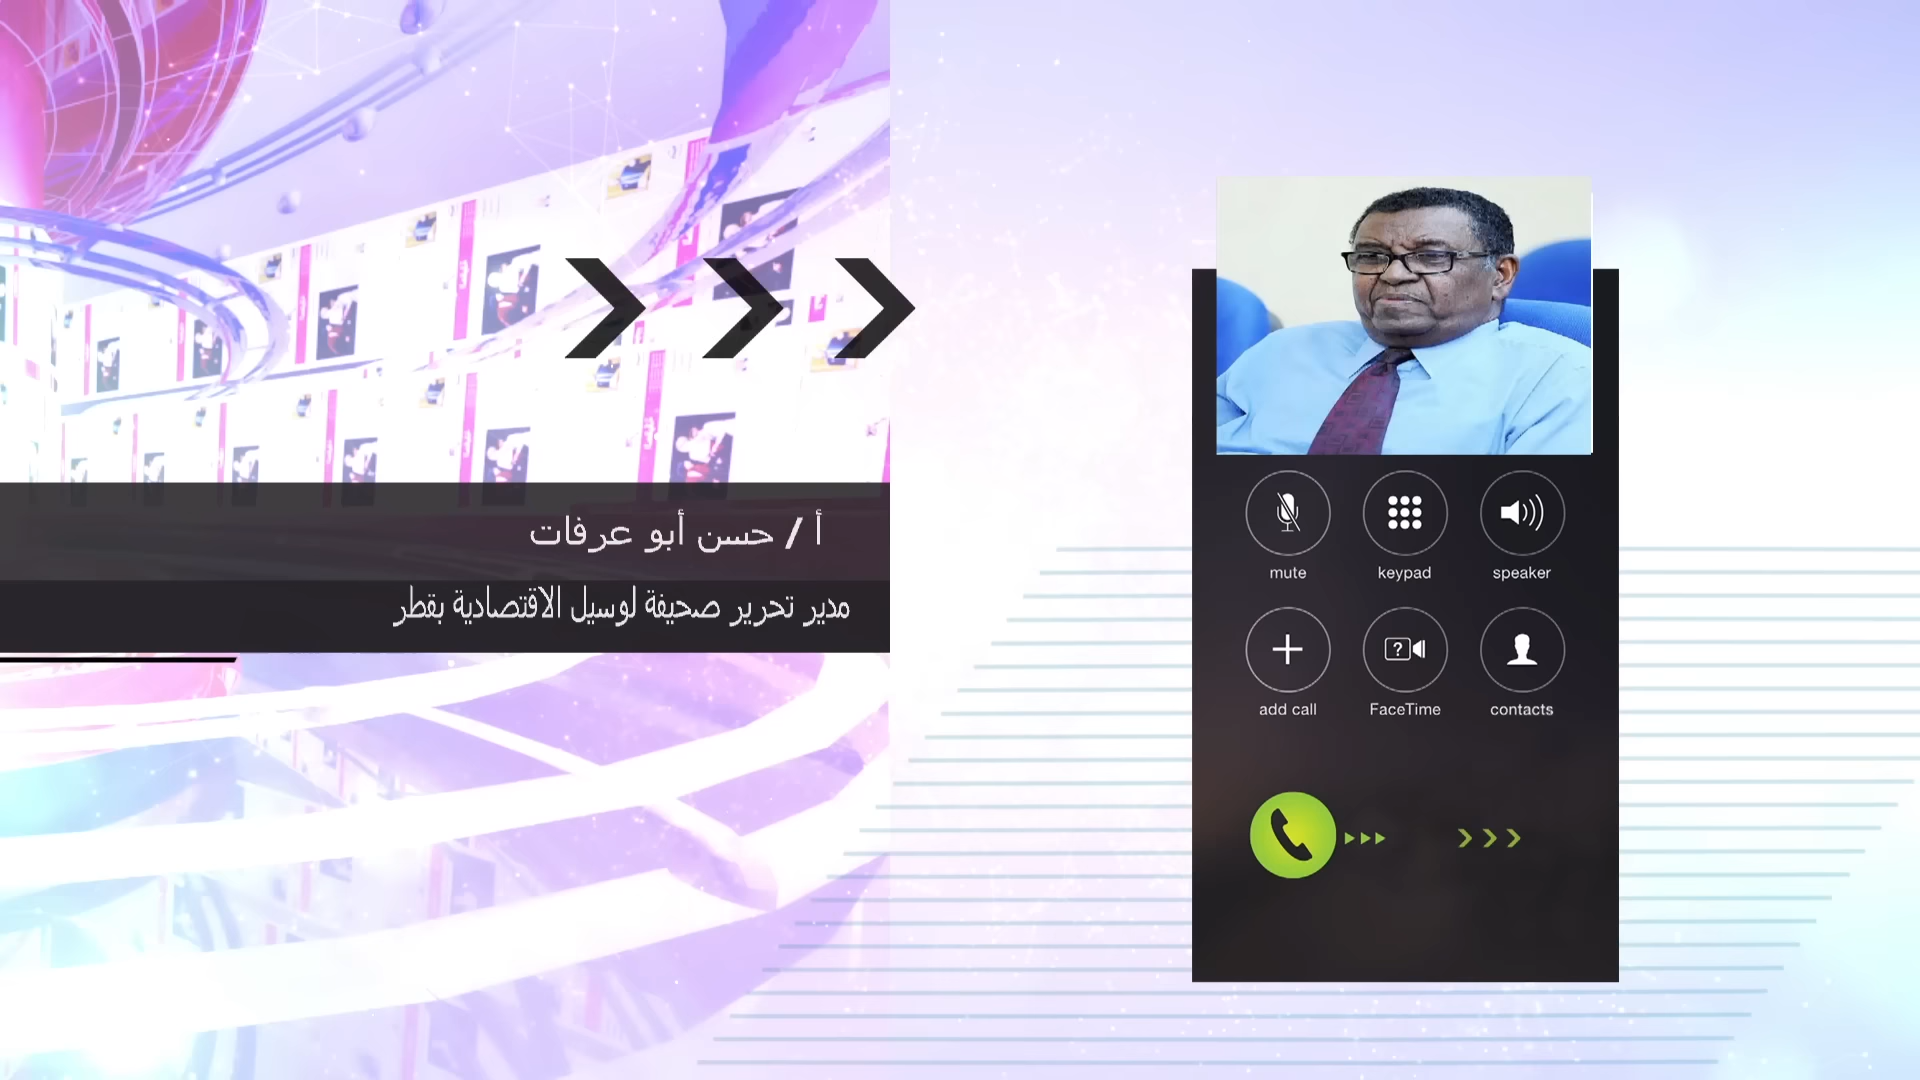 أ / حسن أبو عرفات
مدير تحرير صحيفة لوسيل الاقتصادية بقطر
mute keypad speaker
add call FaceTime contacts